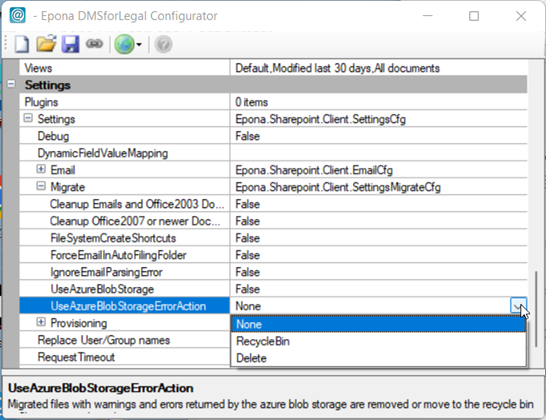 - Epona DMSforLegal Configurator
Views Default,Modified last 30 days,All documents
Settings
Plugins 0 items
Settings Epona.Sharepoint.Client.SettingsCfg
Debug False
DynamicFieldValueMapping
Email Epona.Sharepoint.Client.EmailCfg
Migrate Epona.Sharepoint.Client.SettingsMigrateCfg
Cleanup Emails and Office2003 Do... False
Cleanup Office2007 or newer Doc... False
FileSystemCreateShortcuts False
ForceEmailInAutoFilingFolder False
IgnoreEmailParsingError False
UseAzureBlobStorage False
UseAzureBlobStorageErrorAction None
Provisioning None
Replace User/Group names RecycleBin
RequestTimeout Delete
UseAzureBlobStorageErrorAction
Migrated files with warnings and errors returned by the azure blob storage are removed or move to the recycle bin